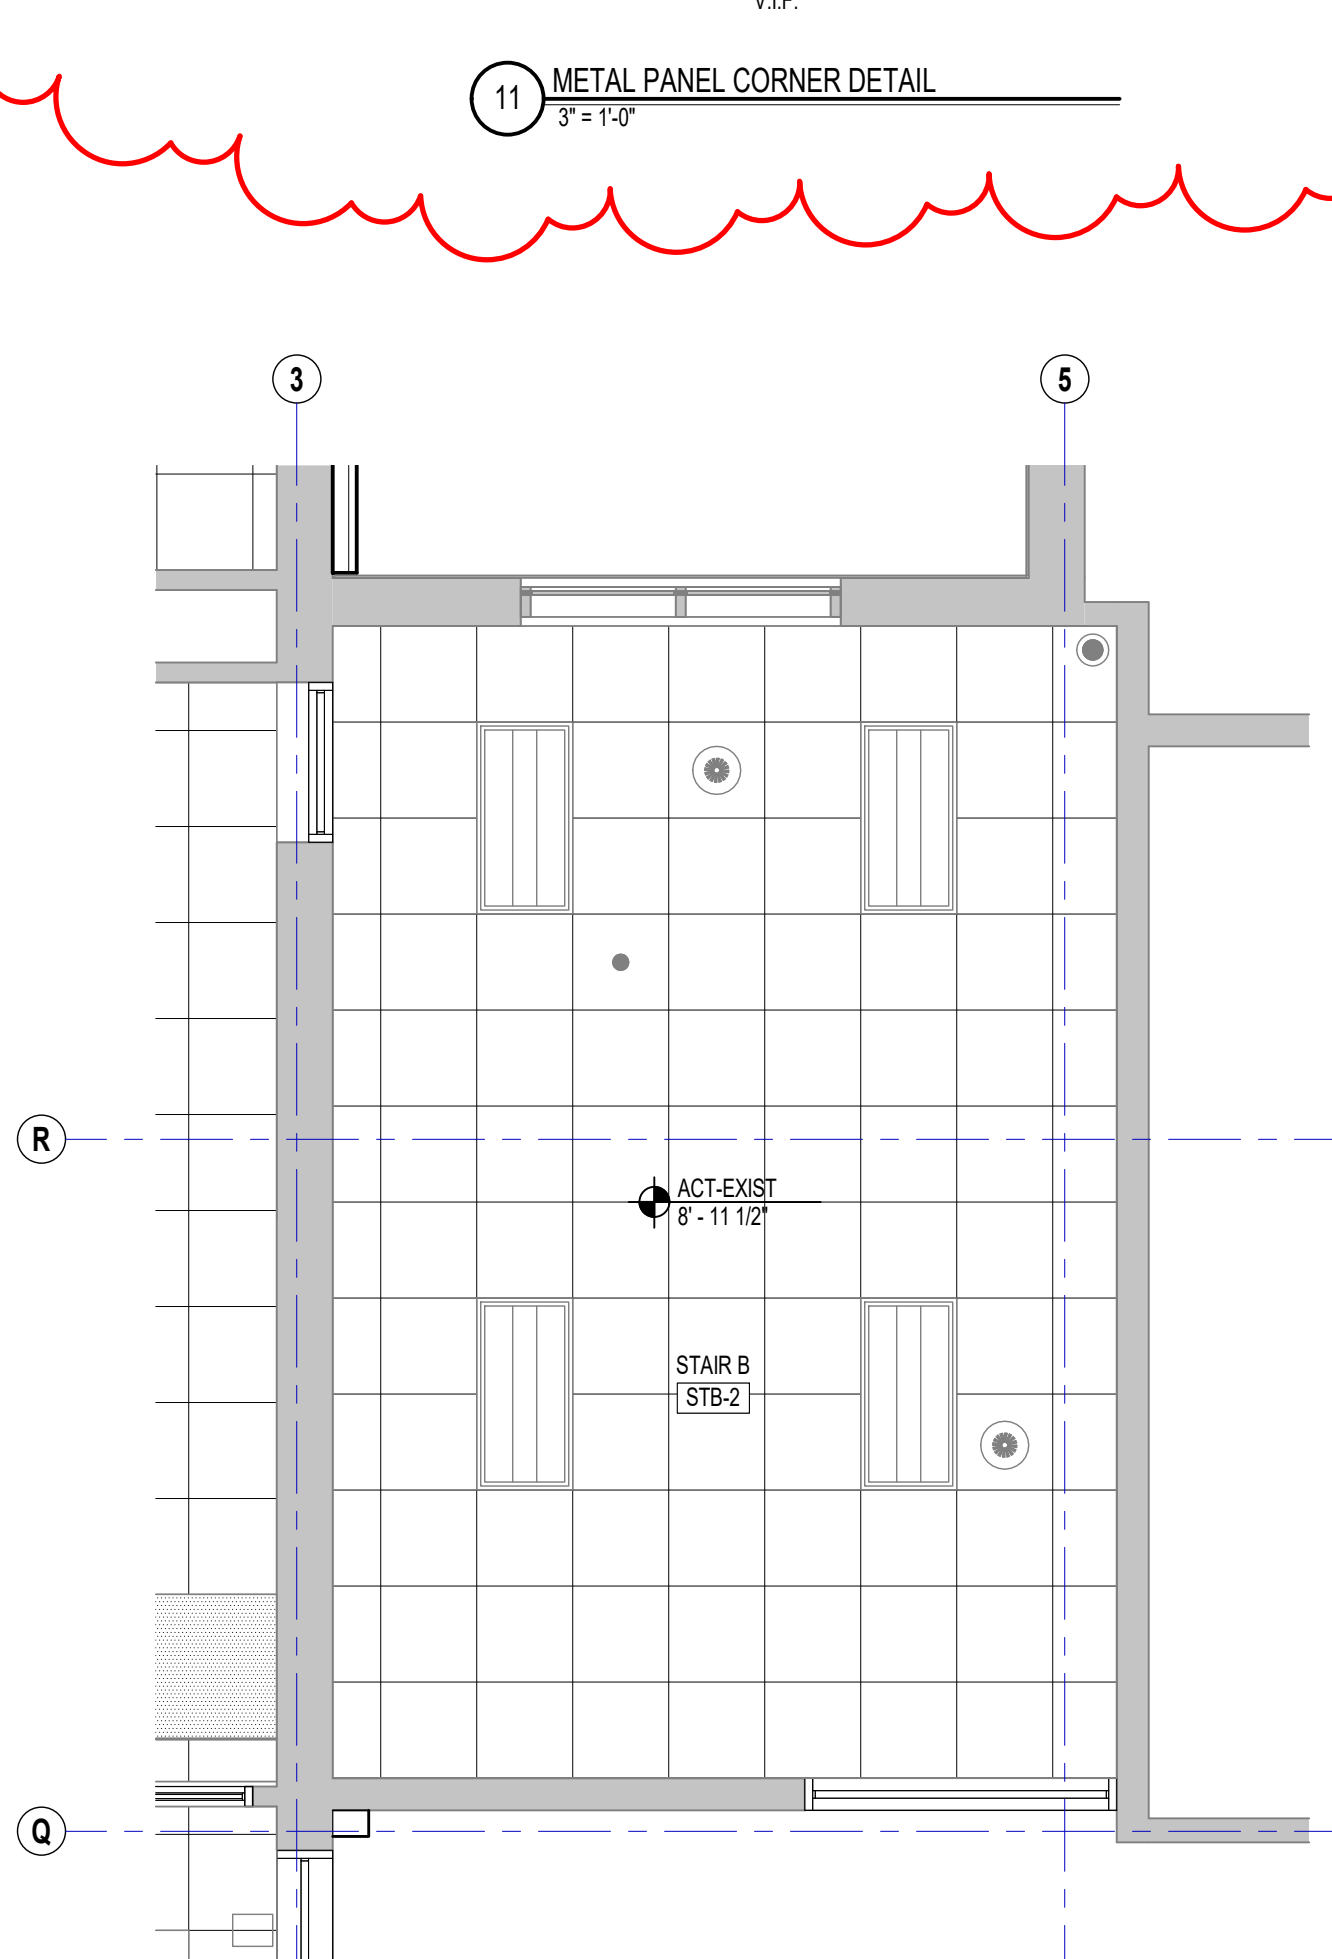 V.I.F.
11
METAL PANEL CORNER DETAIL
3" = 1'-0"
3
5
R
ACT-EXIST
8' - 11 1/2"
STAIR B
STB-2
Q